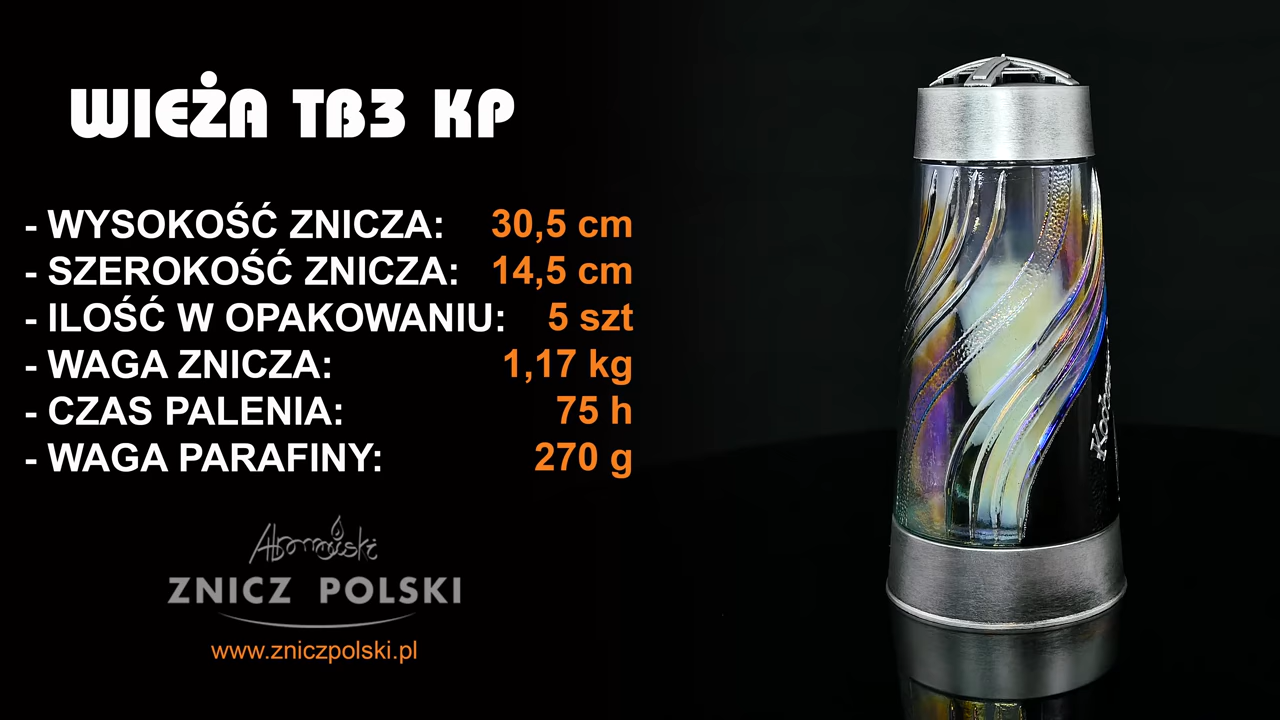 WIEŻA TB3 KP
- WYSOKOŚĆ ZNICZA: 30,5 cm
- SZEROKOŚĆ ZNICZA: 14,5 cm
- ILOŚĆ W OPAKOWANIU: 5 szt
- WAGA ZNICZA: 1,17 kg
- CZAS PALENIA: 75 h
- WAGA PARAFINY: 270 g
ZNICZ POLSKI
www.zniczpolski.pl